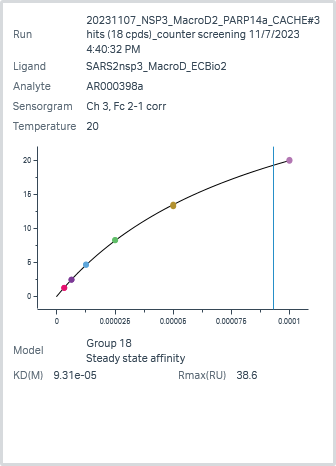 Run
20231107_NSP3_MacroD2_PARP14a_CACHE#3
hits (18 cpds)_counter screening 11/7/2023
4:40:32 PM
Ligand SARS2nsp3_MacroD_ECBio2
Analyte AR000398a
Sensorgram Ch 3, Fc 2-1 corr
Temperature 20
20
15
10
5
0
0 0.000025 0.00005 0.000075 0.0001
Model
Group 18
Steady state affinity
KD(M) 9.31e-05 Rmax(RU) 38.6